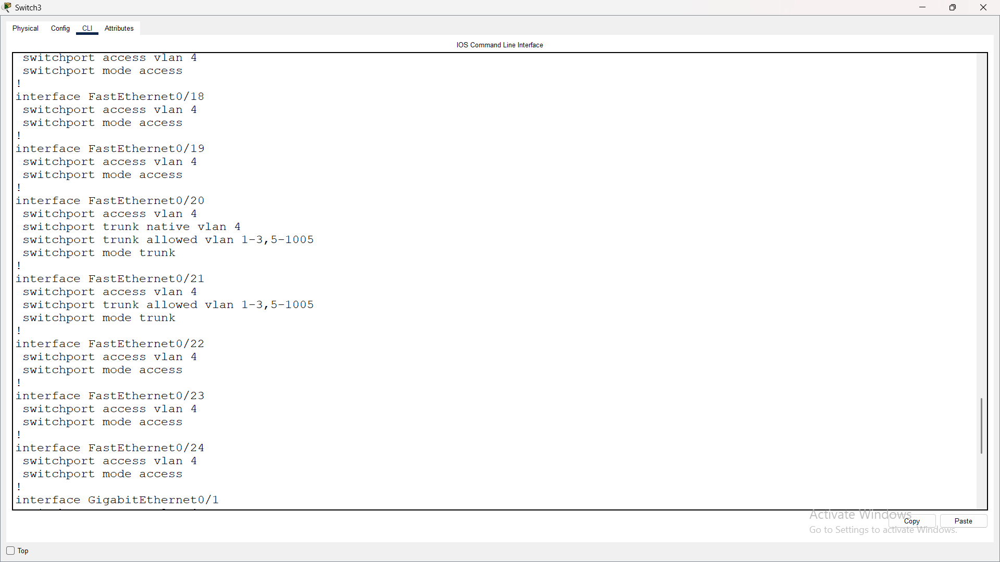 Switch3
Physical Config CLI Attributes
IOS Command Line Interface
switchport access vlan 4
switchport mode access
!
interface FastEthernet0/18
switchport access vlan 4
switchport mode access
!
interface FastEthernet0/19
switchport access vlan 4
switchport mode access
!
interface FastEthernet0/20
switchport access vlan 4
switchport trunk native vlan 4
switchport trunk allowed vlan 1-3,5-1005
switchport mode trunk
!
interface FastEthernet0/21
switchport access vlan 4
switchport trunk allowed vlan 1-3,5-1005
switchport mode trunk
!
interface FastEthernet0/22
switchport access vlan 4
switchport mode access
!
interface FastEthernet0/23
switchport access vlan 4
switchport mode access
!
interface FastEthernet0/24
switchport access vlan 4
switchport mode access
!
interface GigabitEthernet0/1
Activate Windows
Copy Paste
Go to Settings to activate Windows.
Top